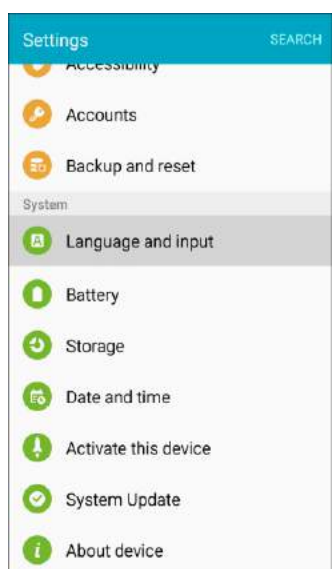 Settings
SEARCH
Accessibility
Accounts
Backup and reset
System
Language and input
Battery
Storage
Date and time
Activate this device
System Update
About device